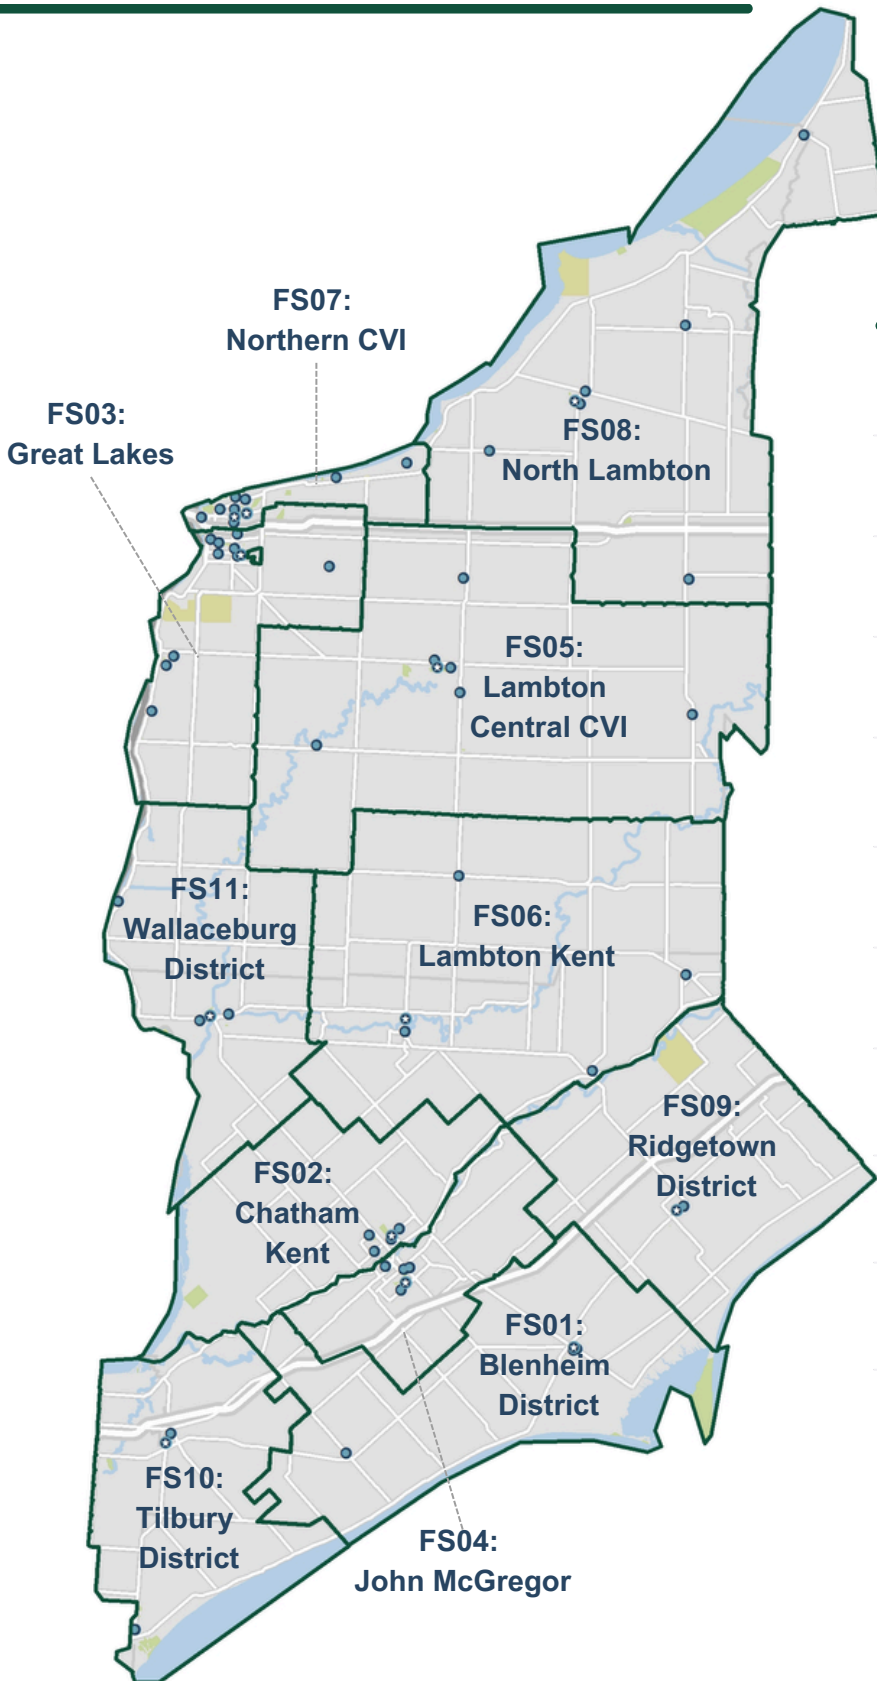 FS07:
Northern CVI
FS03:
Great Lakes
FS08:
North Lambton
FS05:
Lambton
Central CVI
FS11:
Wallaceburg
District
FS06:
Lambton Kent
FS09:
Ridgetown
District
FS02:
Chatham
Kent
FS01:
Blenheim
District
FS10:
Tilbury
District
FS04:
John McGregor